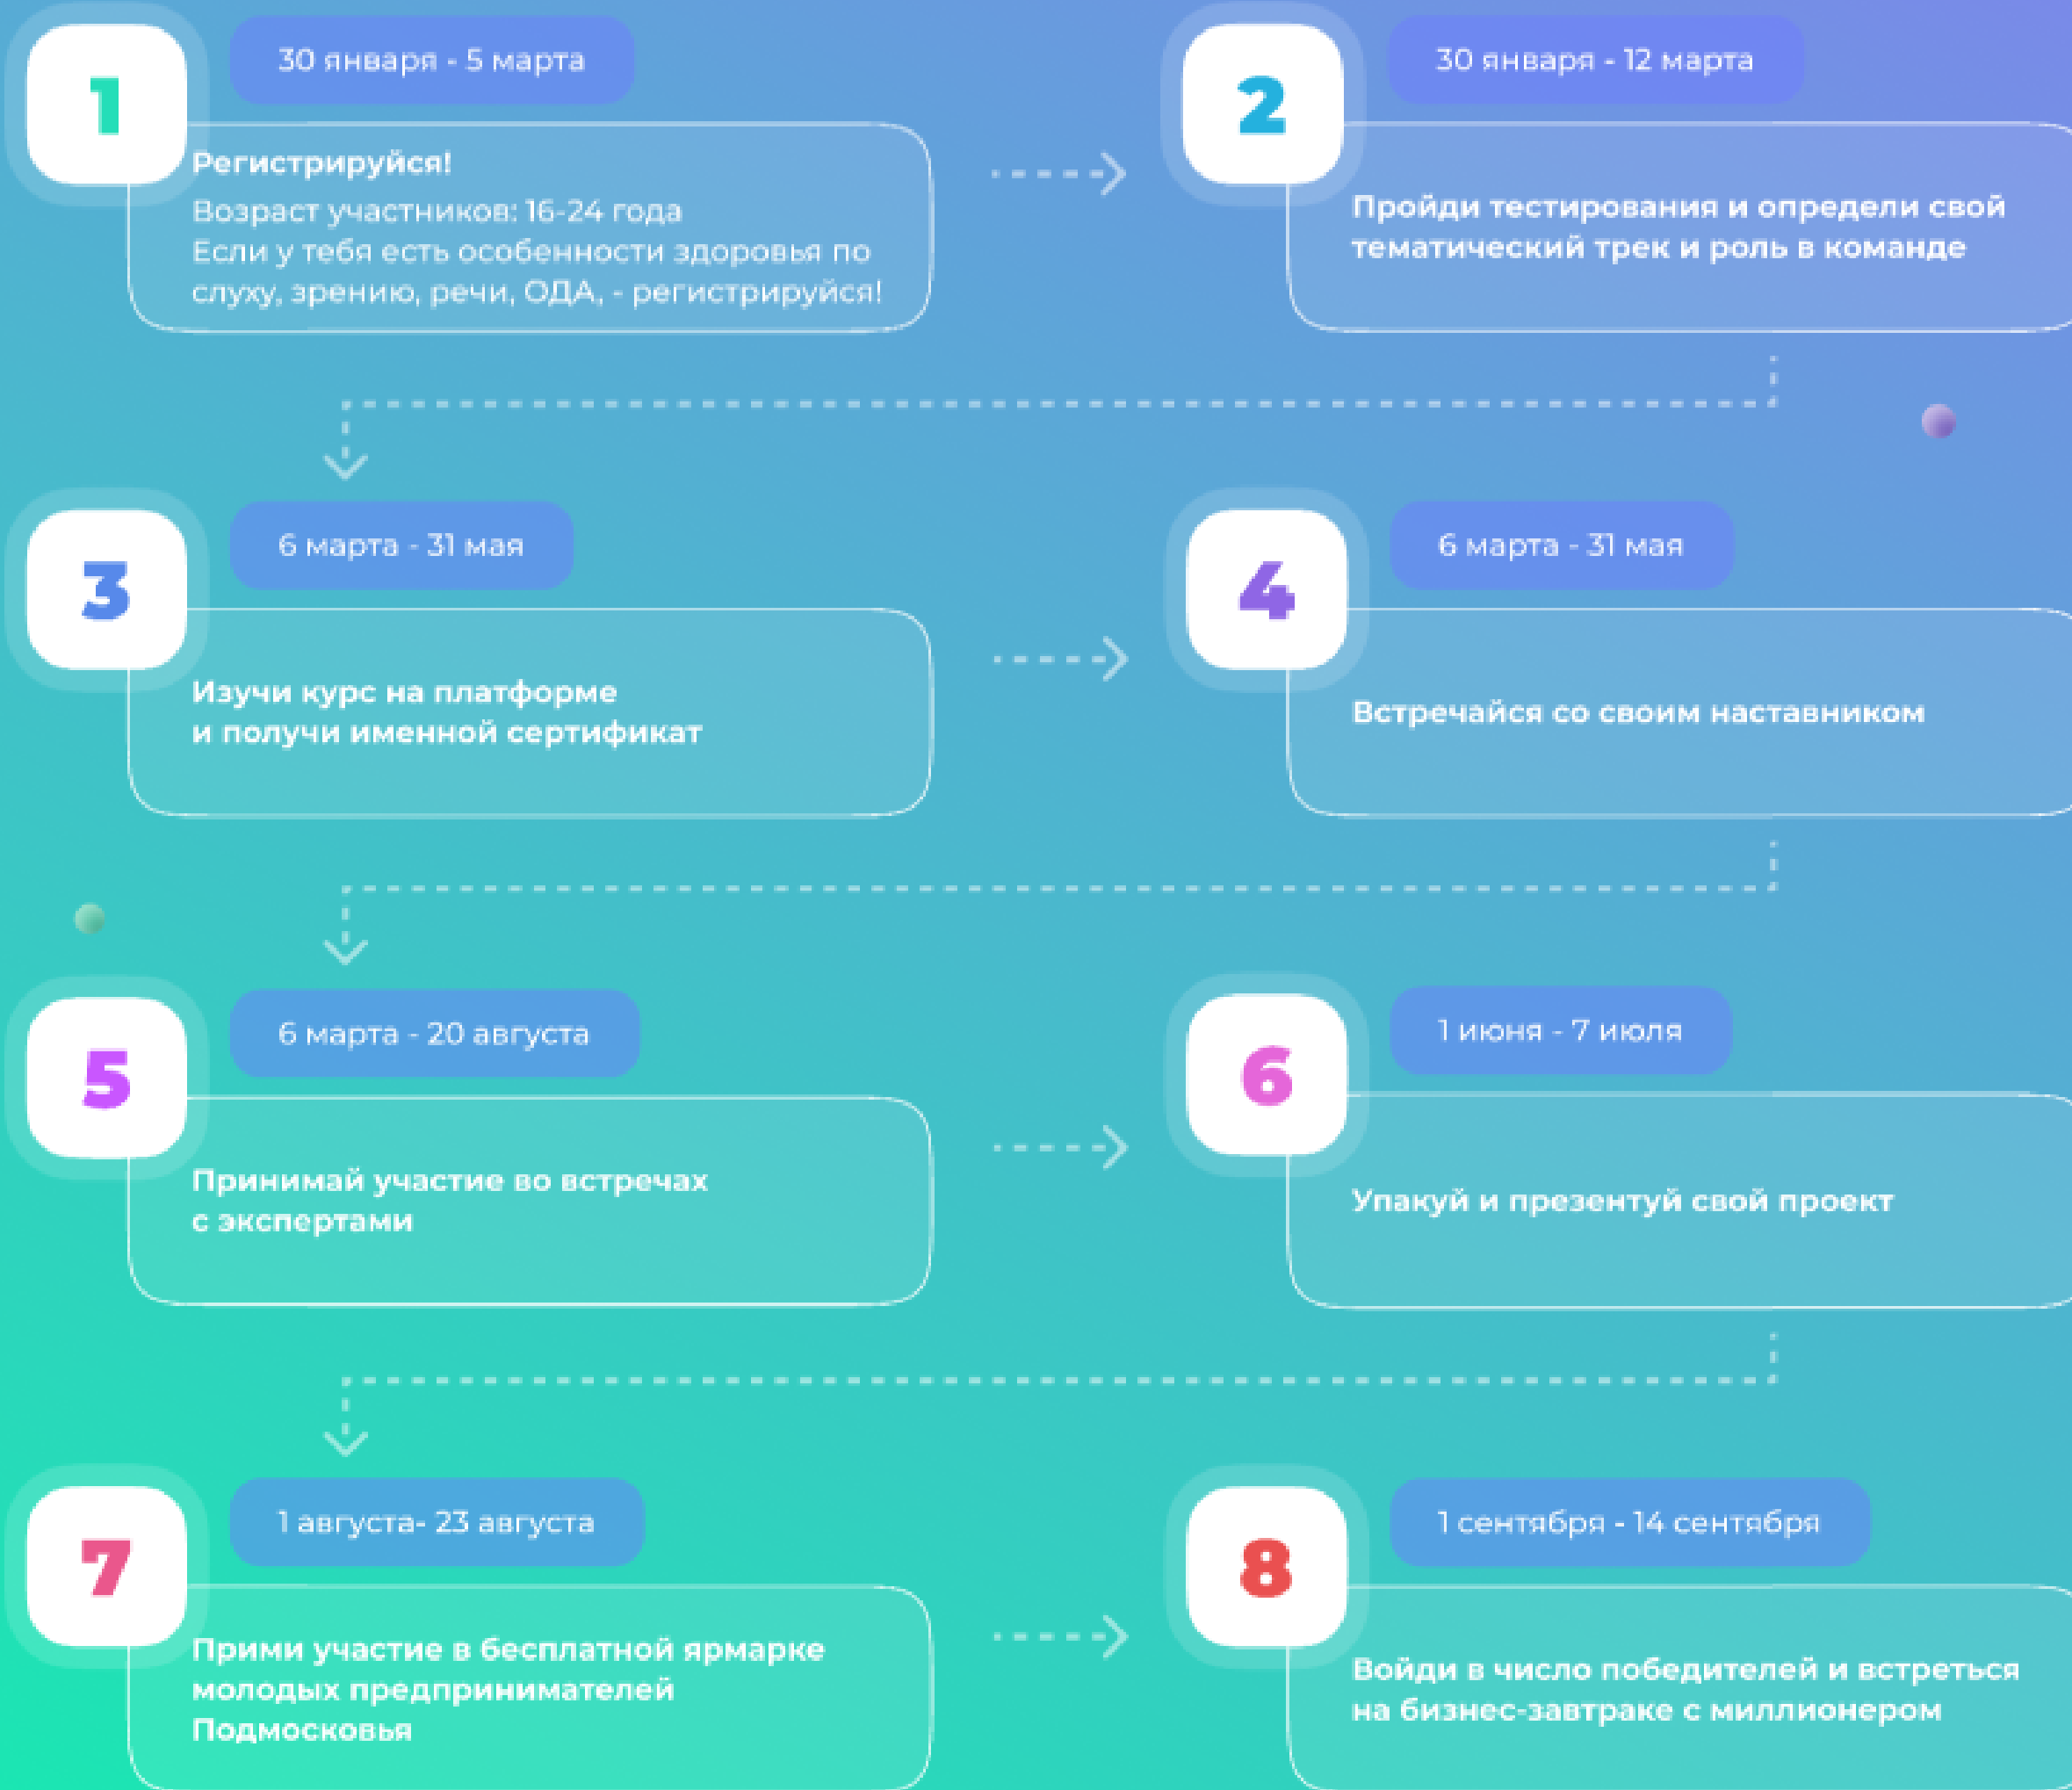 1
30 января - 5 марта
Регистрируйся!
Возраст участников: 16-24 года
Если у тебя есть особенности здоровья по
слуху, зрению, речи, ОДА, - регистрируйся!
2
30 января - 12 марта
Пройди тестирования и определи свой
тематический трек и роль в команде
3
6 марта - 31 мая
Изучи курс на платформе
и получи именной сертификат
4
6 марта - 31 мая
Встречайся со своим наставником
5
6 марта - 20 августа
Принимай участие во встречах
с экспертами
6
1 июня - 7 июля
Упакуй и презентуй свой проект
7
1 августа- 23 августа
Прими участие в бесплатной ярмарке
молодых предпринимателей
Подмосковья
8
1 сентября - 14 сентября
Войди в число победителей и встреться
на бизнес-завтраке с миллионером